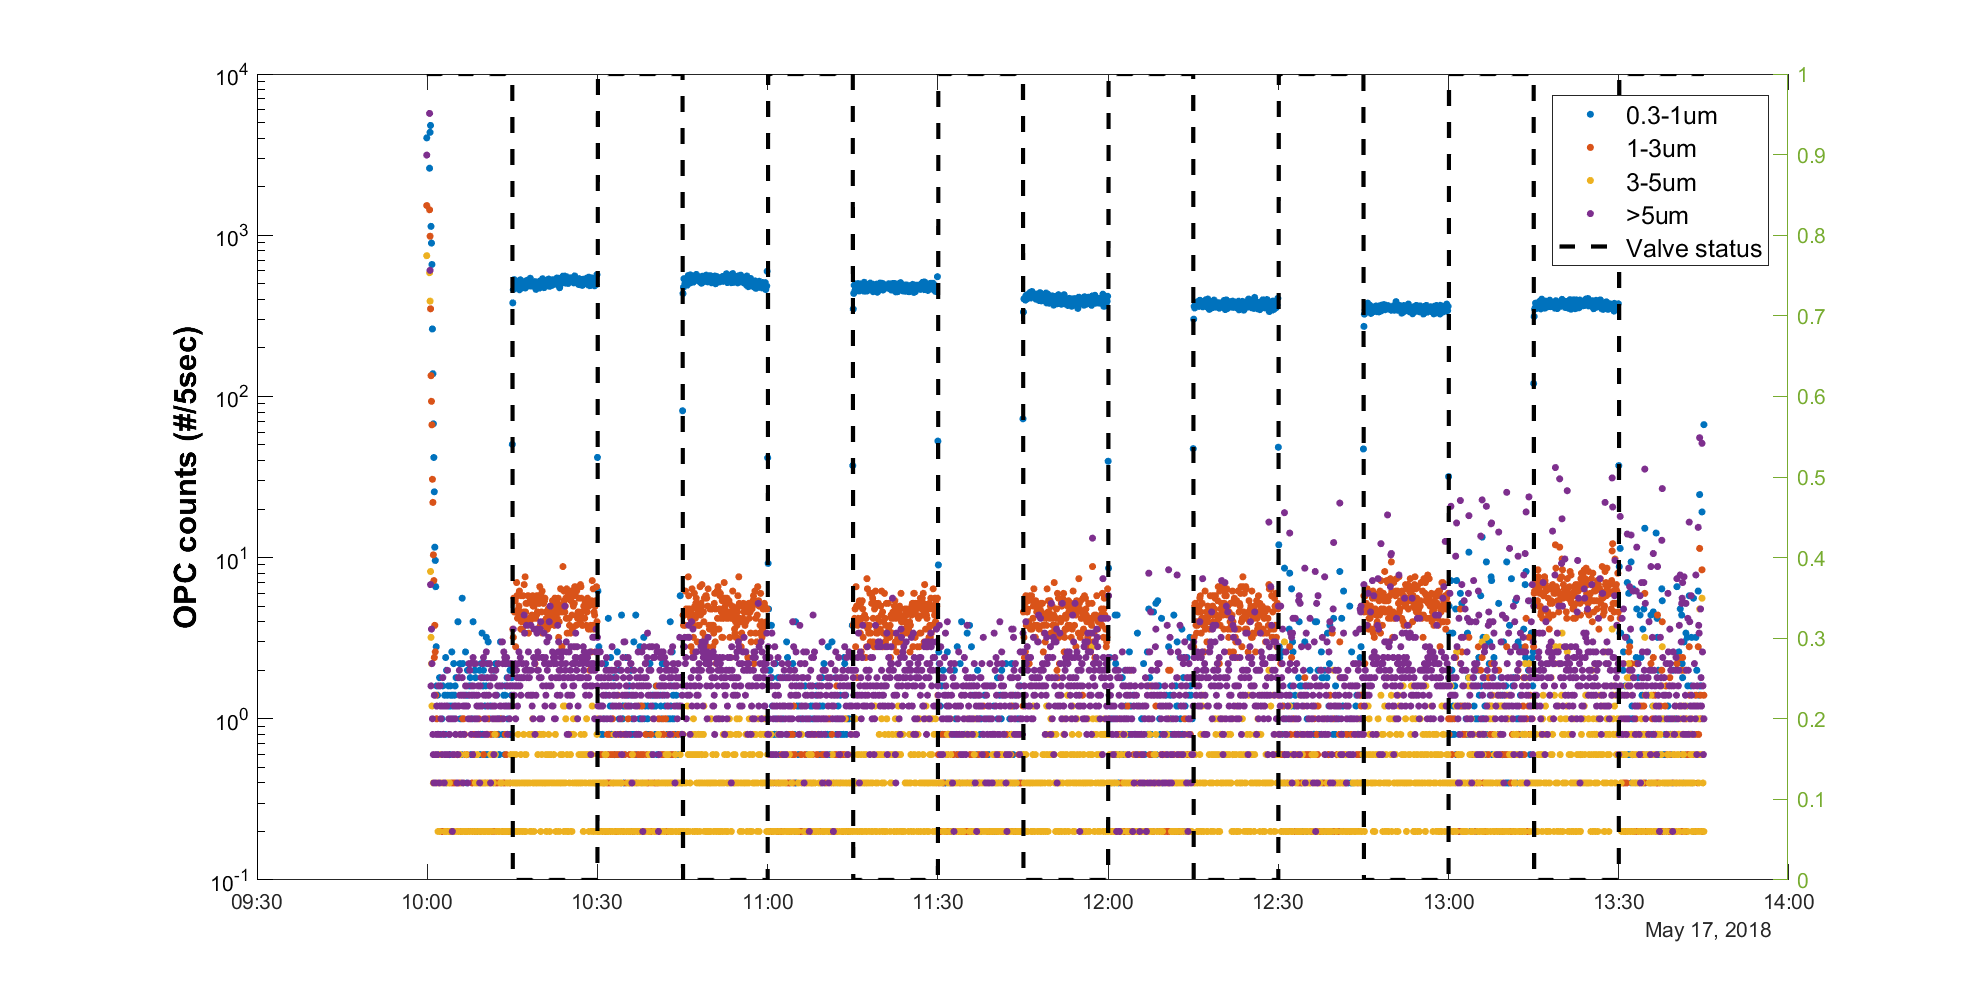 10^4
10^3
10^2
10^1
10^0
10^-1
OPC counts (#/5sec)
0.3-1um
1-3um
3-5um
>5um
Valve status
1
0.9
0.8
0.7
0.6
0.5
0.4
0.3
0.2
0.1
0
09:30 10:00 10:30 11:00 11:30 12:00 12:30 13:00 13:30 14:00
May 17, 2018